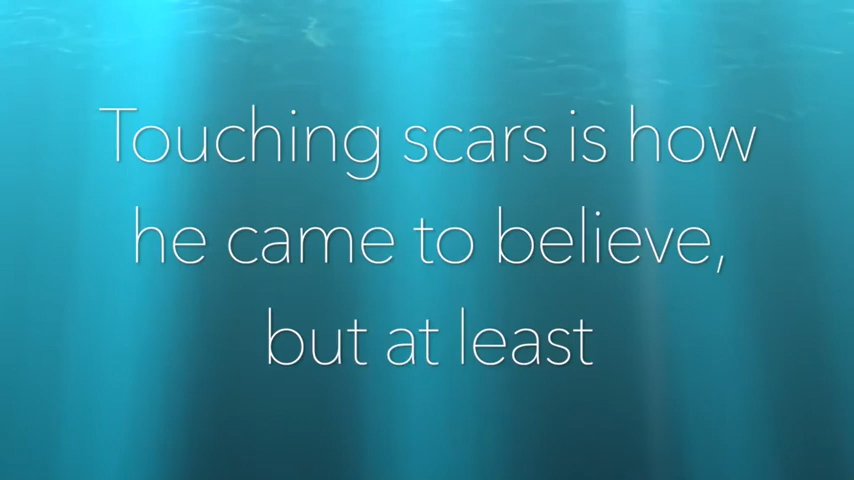 Touching scars is how
he came to believe,
but at least